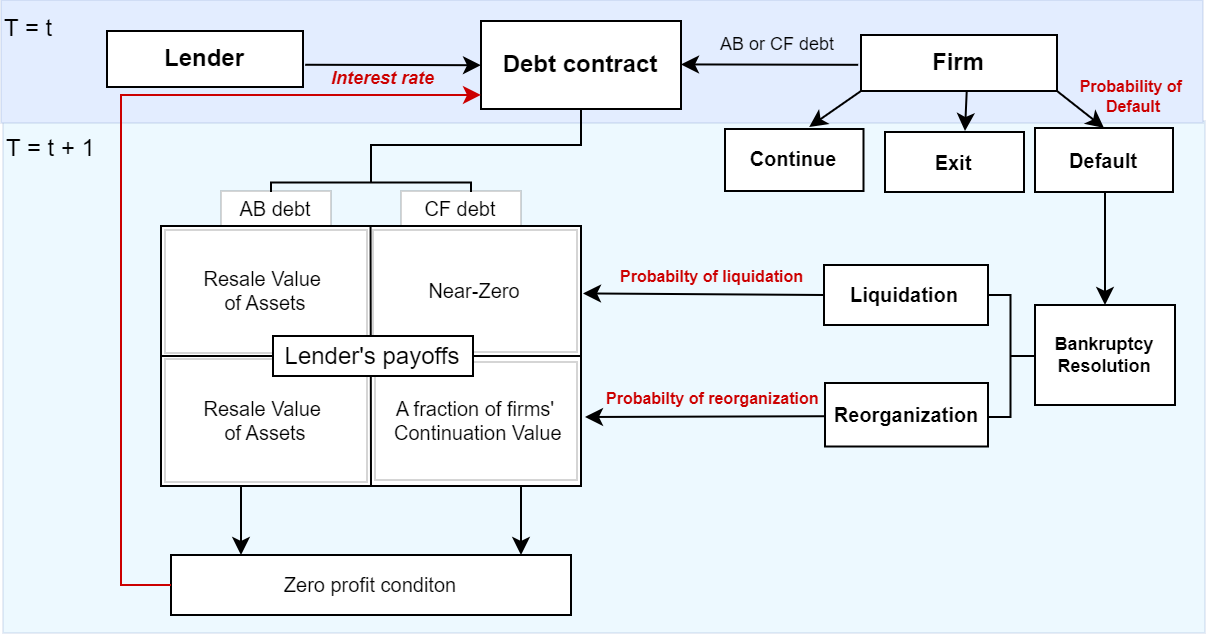 T = t
Lender
Interest rate
Debt contract
AB or CF debt
Firm
Probability of
Default
T = t + 1
Continue
Exit
Default
AB debt
CF debt
Resale Value
of Assets
Near-Zero
Probabilty of liquidation
Liquidation
Lender's payoffs
Bankruptcy
Resolution
Resale Value
of Assets
A fraction of firms'
Continuation Value
Probabilty of reorganization
Reorganization
Zero profit conditon